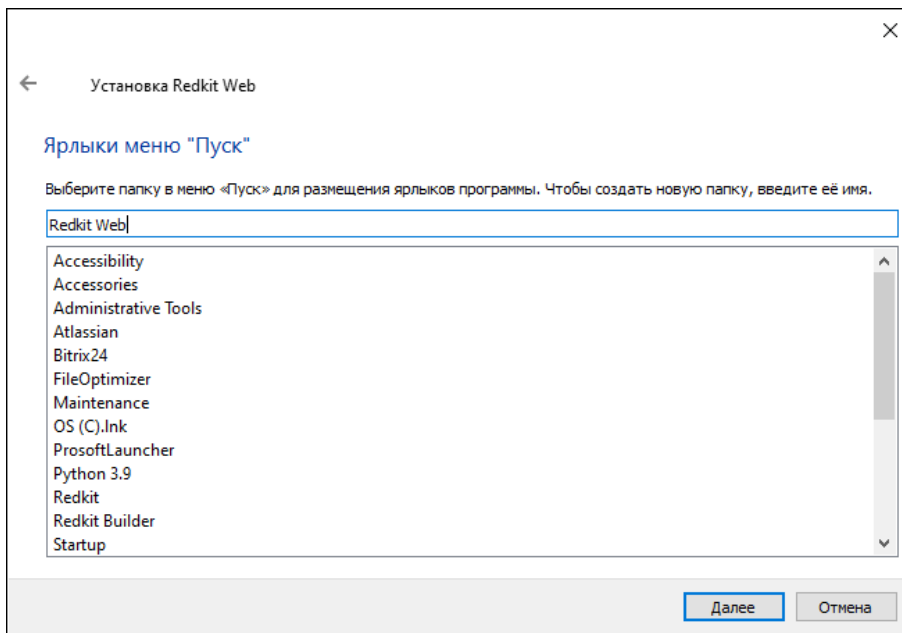 Установка Redkit Web
Ярлыки меню "Пуск"
Выберите папку в меню «Пуск» для размещения ярлыков программы. Чтобы создать новую папку, введите её имя.
Redkit Web
Accessibility
Accessories
Administrative Tools
Atlassian
Bitrix24
FileOptimizer
Maintenance
OS (C).lnk
ProsoftLauncher
Python 3.9
Redkit
Redkit Builder
Startup
Далее
Отмена